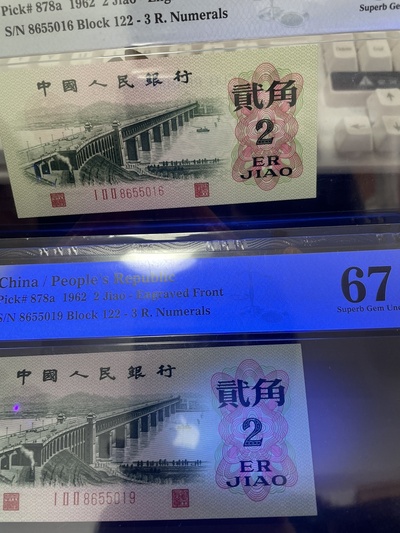 Pick# 878a 1962 2 Jiao - Eng
Superb Gem
S/N 8655016 Block 122 - 3 R. Numerals
中國人民銀行
貳角
2
ER
JIAO
I II II 8655016
China / People's Republic
Pick# 878a 1962 2 Jiao - Engraved Front
S/N 8655019 Block 122 - 3 R. Numerals
67
Superb Gem Unc
中國人民銀行
貳角
2
ER
JIAO
I II II 8655019